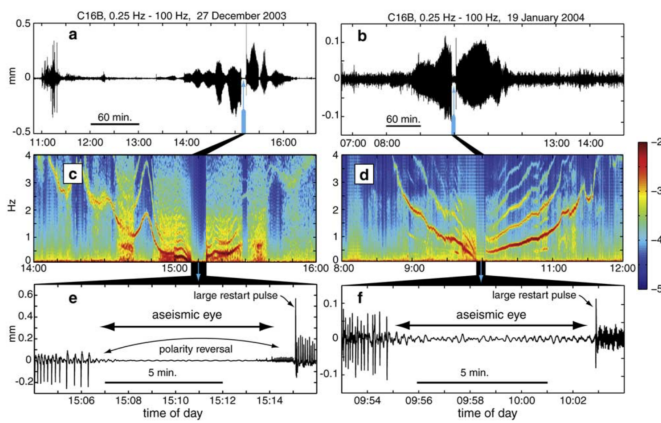 C16B, 0.25 Hz - 100 Hz, 27 December 2003
C16B, 0.25 Hz - 100 Hz, 19 January 2004
a
b
0.5
0
-0.5
mm
60 min.
11:00 12:00 13:00 14:00 15:00 16:00
0.1
0
-0.1
60 min.
07:00 08:00 13:00 14:00
c
d
4
3
2
1
0
Hz
14:00 15:00 16:00
4
3
2
1
0
8:00 9:00 10:00 11:00 12:00
-2
-3
-4
-5
e
f
large restart pulse
large restart pulse
0.6
0.4
0.2
0
-0.2
mm
aseismic eye
polarity reversal
5 min.
15:06 15:08 15:10 15:12 15:14
time of day
0.1
0
-0.1
aseismic eye
5 min.
09:54 09:56 09:58 10:00 10:02
time of day